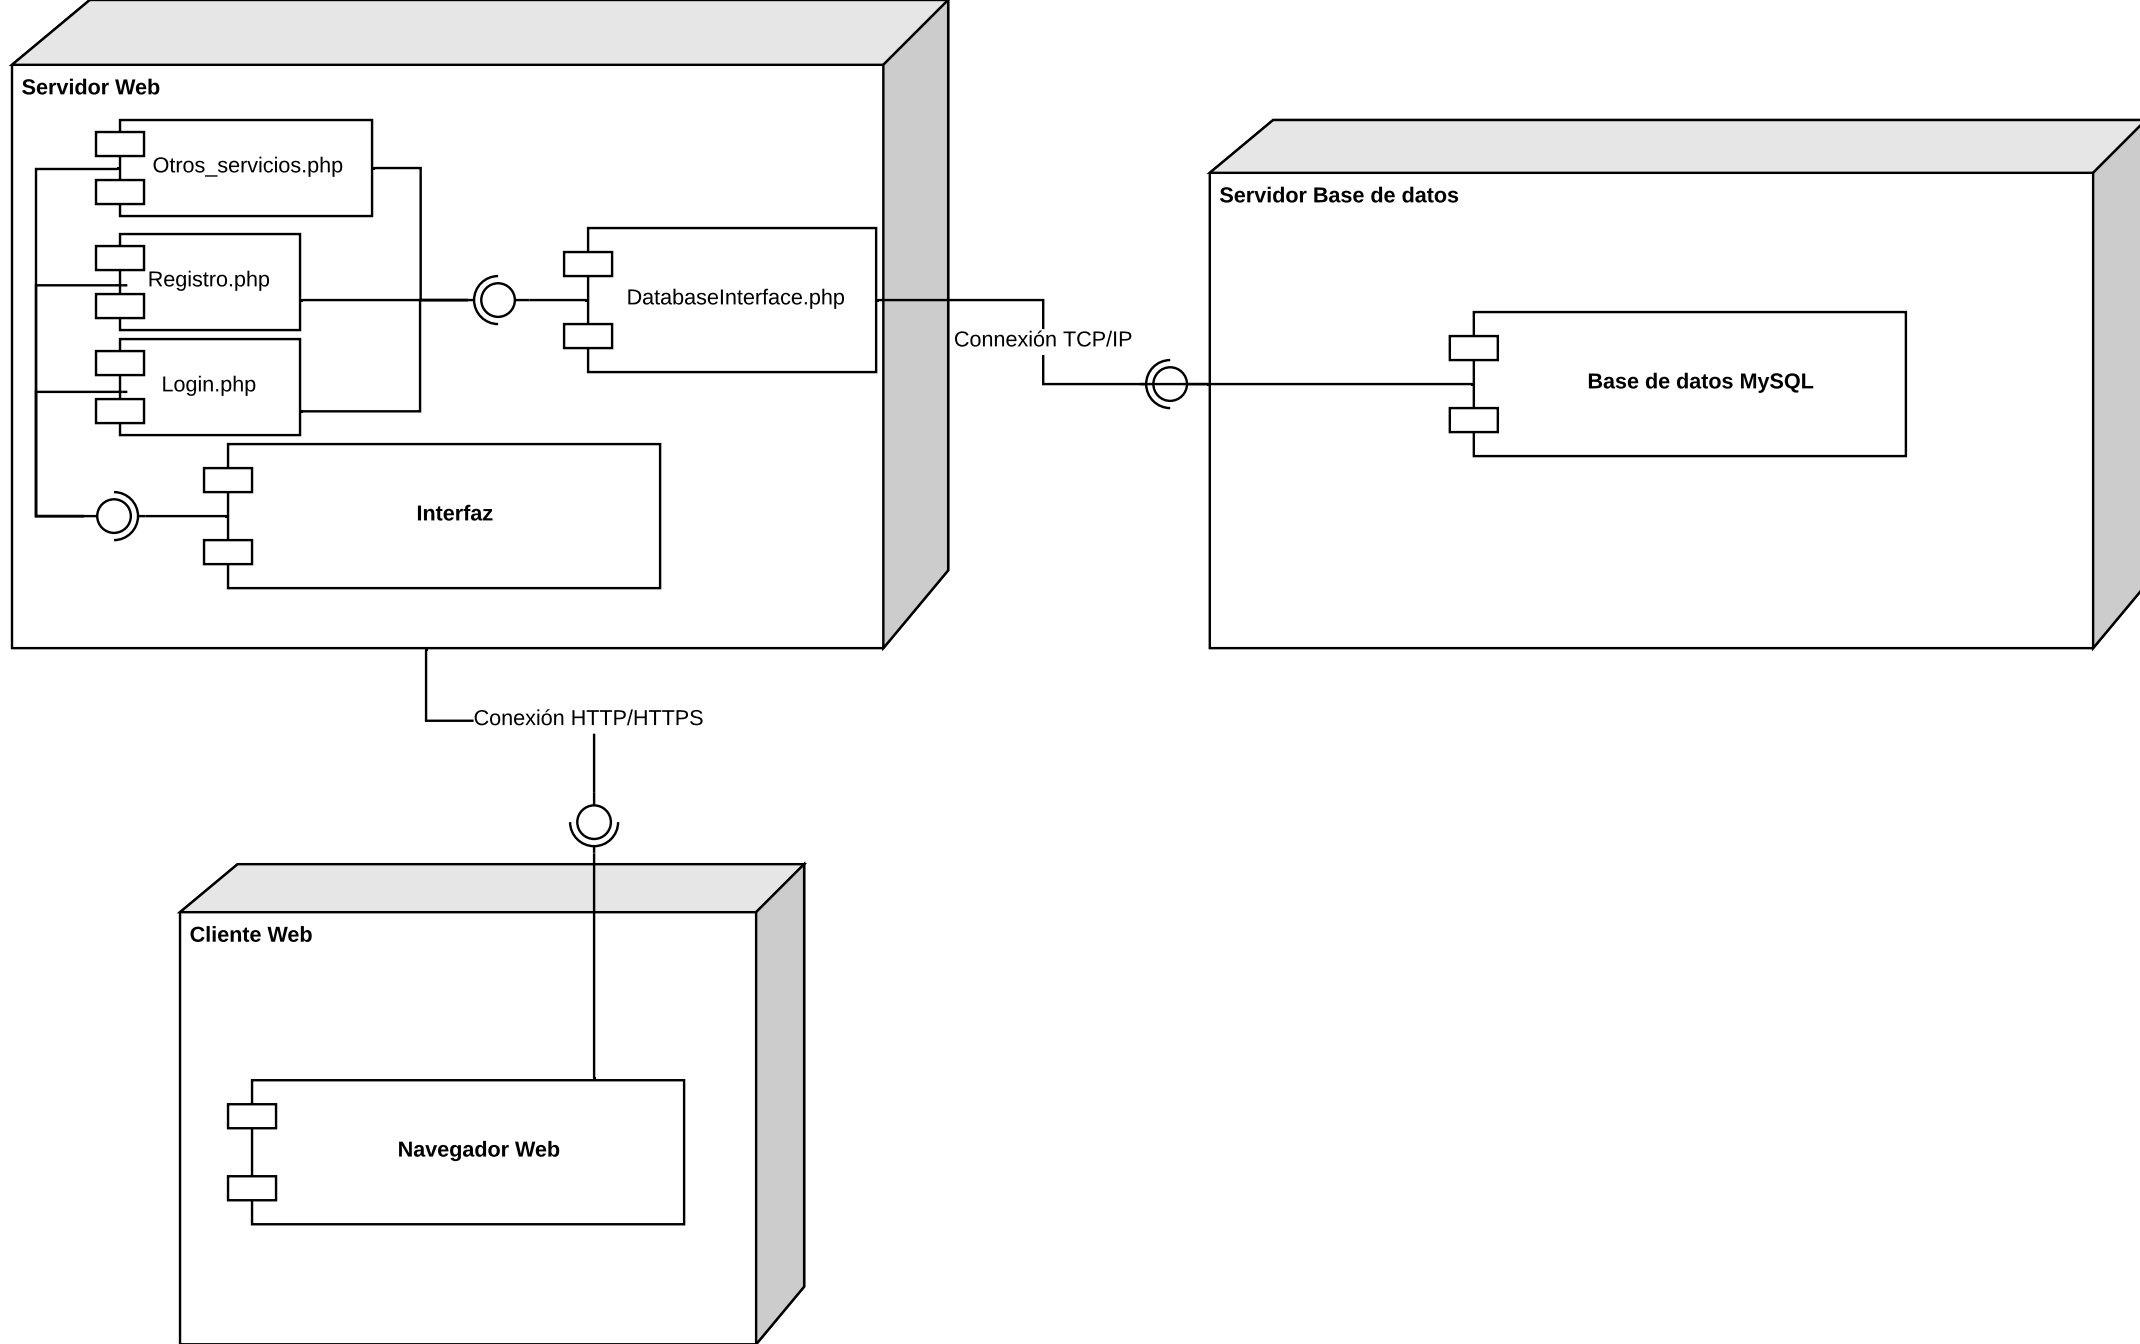 Servidor Web
Otros_servicios.php
Registro.php
Login.php
DatabaseInterface.php
Interfaz
Connexión TCP/IP
Servidor Base de datos
Base de datos MySQL
Conexión HTTP/HTTPS
Cliente Web
Navegador Web